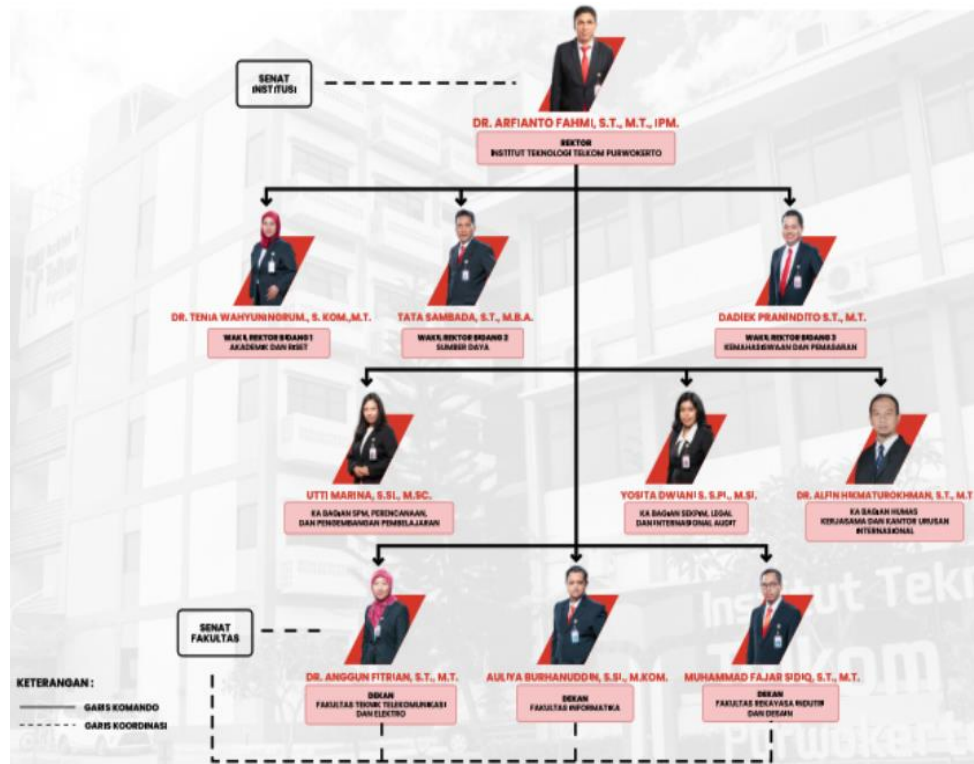 SENAT
INSTITUSI
DR. ARFIANTO FAHMI, S.T., M.T., IPM.
REKTOR
INSTITUT TEKNOLOGI TELKOM PURWOKERTO
DR. TENIA WAHYUNINGRUM., S. KOM.,M.T.
WAKIL REKTOR BIDANG 1
AKADEMIK DAN RISET
TATA SAMBADA, S.T., M.B.A.
WAKIL REKTOR BIDANG 2
SUMBER DAYA
DADIEK PRANINDITO S.T., M.T.
WAKIL REKTOR BIDANG 3
KEMAHASISWAAN DAN PEMASARAN
UTTI MARINA, S.SI., M.SC.
KA BAGIAN SPM, PERENCANAAN,
DAN PENGEMBANGAN PEMBELAJARAN
YOSITA DWIANI S. S.PI., M.SI.
KA BAGIAN SEKPIM, LEGAL
DAN INTERNASIONAL AUDIT
DR. ALFIN HIKMATUROKHMAN, S.T., M.T
KA BAGIAN HUMAS
KERJASAMA DAN KANTOR URUSAN
INTERNASIONAL
SENAT
FAKULTAS
DR. ANGGUN FITRIAN, S.T., M.T.
DEKAN
FAKULTAS TEKNIK TELEKOMUNIKASI
DAN ELEKTRO
AULIYA BURHANUDDIN, S.SI., M.KOM.
DEKAN
FAKULTAS INFORMATIKA
MUHAMMAD FAJAR SIDIQ, S.T., M.T.
DEKAN
FAKULTAS REKAYASA INDUTRI
DAN DESAIN
KETERANGAN :
GARIS KOMANDO
GARIS KOORDINASI
Institut Tekn
Telkom
Purwokerto